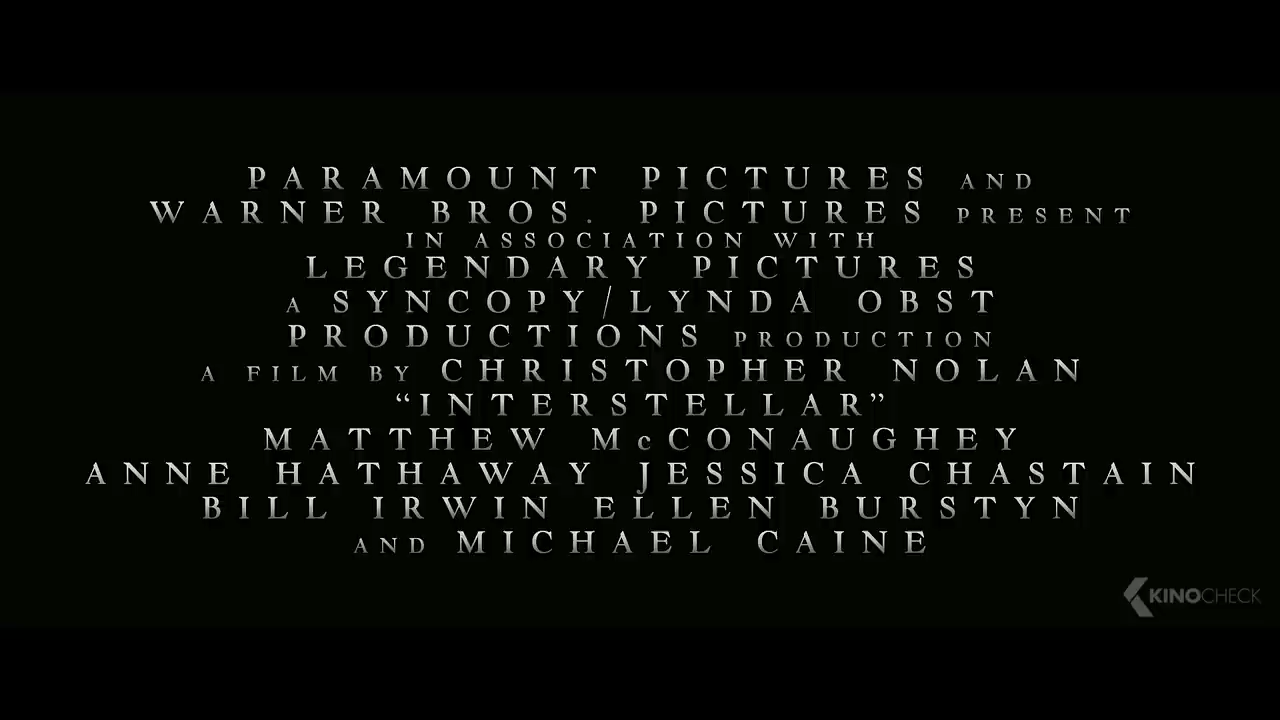 PARAMOUNT PICTURES AND
WARNER BROS. PICTURES PRESENT
IN ASSOCIATION WITH
LEGENDARY PICTURES
A SYNCOPY/LYNDA OBST
PRODUCTIONS PRODUCTION
A FILM BY CHRISTOPHER NOLAN
“INTERSTELLAR”
MATTHEW McCONAUGHEY
ANNE HATHAWAY JESSICA CHASTAIN
BILL IRWIN ELLEN BURSTYN
AND MICHAEL CAINE
KINOCHECK